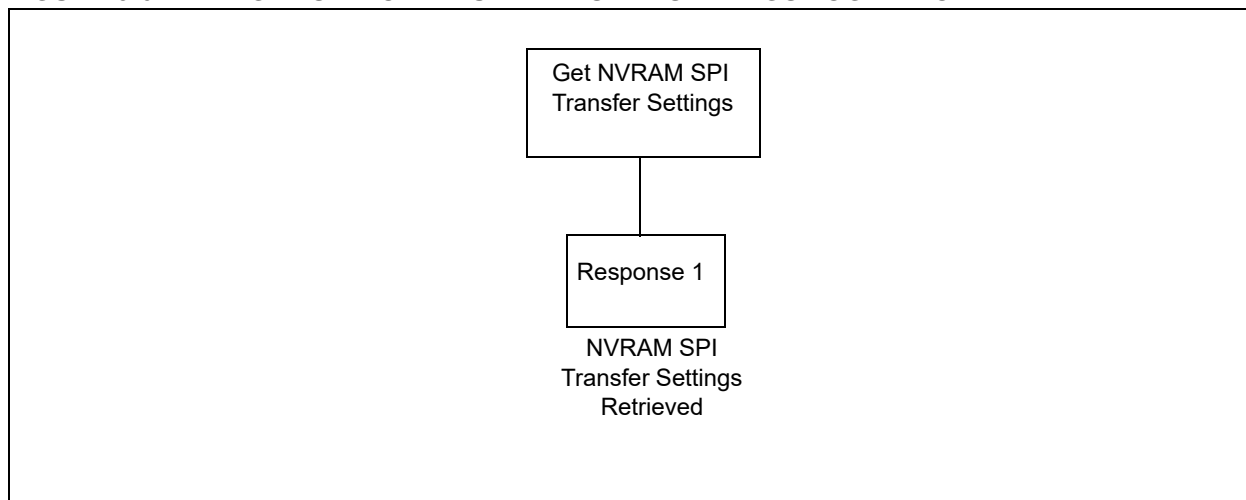 Get NVRAM SPI
Transfer Settings
Response 1
NVRAM SPI
Transfer Settings
Retrieved